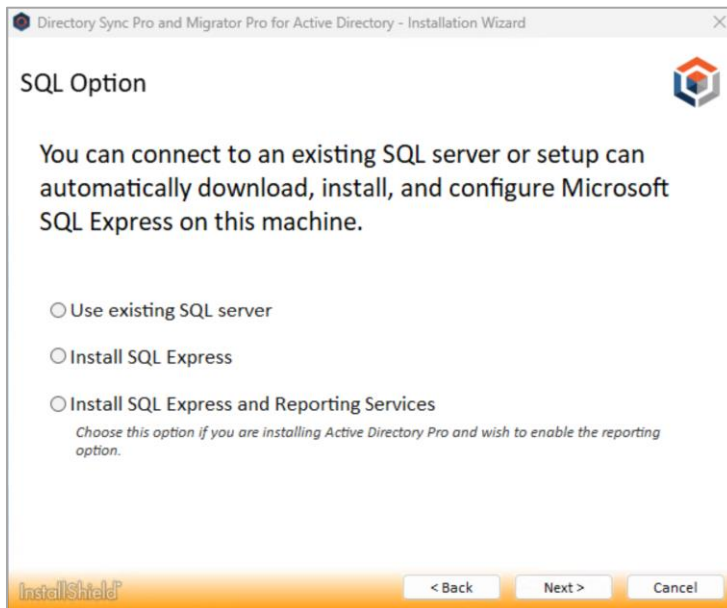 Directory Sync Pro and Migrator Pro for Active Directory - Installation Wizard
SQL Option
You can connect to an existing SQL server or setup can
automatically download, install, and configure Microsoft
SQL Express on this machine.
Use existing SQL server
Install SQL Express
Install SQL Express and Reporting Services
Choose this option if you are installing Active Directory Pro and wish to enable the reporting
option.
InstallShield™
< Back
Next >
Cancel